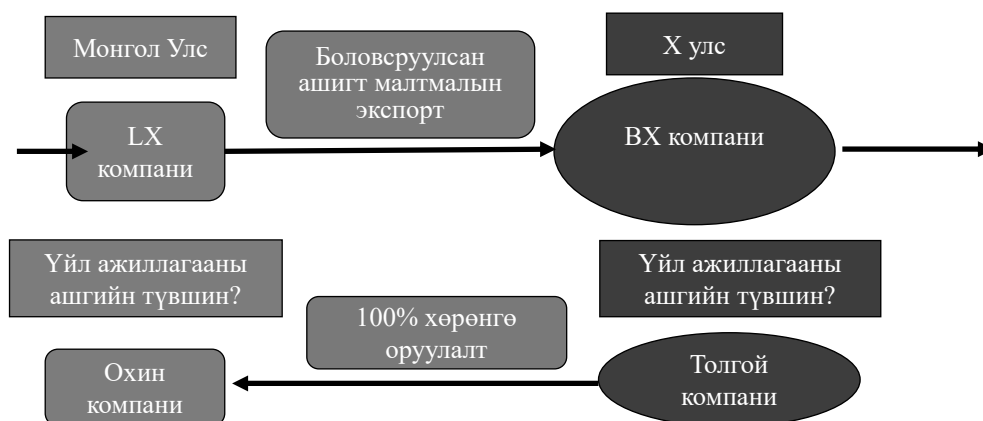 Монгол Улс
Боловсруулсан
ашигт малтмалын
экспорт
X улс
LX
компани
BX компани
Үйл ажиллагааны
ашгийн түвшин?
Үйл ажиллагааны
ашгийн түвшин?
100% хөрөнгө
оруулалт
Охин
компани
Толгой
компани